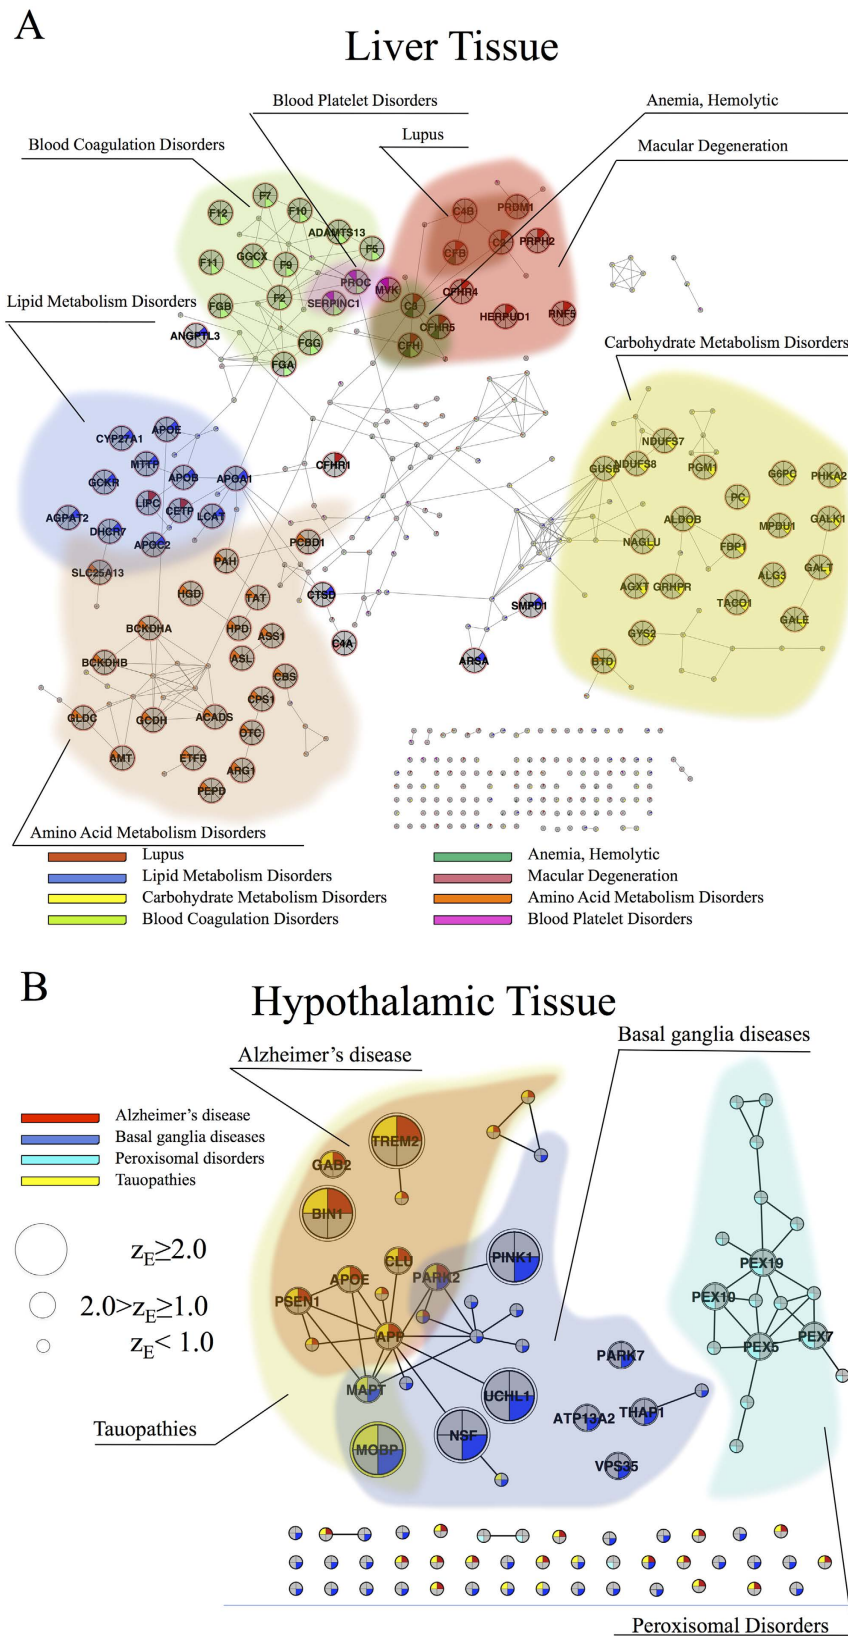 A
Liver Tissue
Blood Platelet Disorders
Anemia, Hemolytic
Blood Coagulation Disorders
Lupus
Macular Degeneration
F7
F12
F10
C4B
PRDM1
ADAMTS13
F5
C2
PRPH2
F11
GGCX
F9
CFB
PROC
MVK
CFHR4
Lipid Metabolism Disorders
FGB
F2
SERPINC1
C3
HERPUD1
RNF5
ANGPTL3
CFHR5
FGG
CFH
Carbohydrate Metabolism Disorders
FGA
CYP27A1
APOE
NDUFS7
MTTP
CFHR1
GUSB
NDUFS8
PGM1
G6PC
PHKA2
GCKR
APOB
APOA1
LIPC
CETP
LCAT
PC
AGPAT2
ALDOB
MPDU1
GALK1
DHCR7
APOC2
PCBD1
NAGLU
FBP1
SLC25A13
PAH
ALG3
GALT
HGD
TAT
CTSD
SMPD1
AGXT
GRHPR
TACO1
BCKDHA
HPD
ASS1
C4A
GYS2
GALE
BCKDHB
ASL
ARSA
BTD
CBS
CPS1
GLDC
GCDH
ACADS
OTC
AMT
ETFB
ARG1
PEPD
Amino Acid Metabolism Disorders
Lupus
Anemia, Hemolytic
Lipid Metabolism Disorders
Macular Degeneration
Carbohydrate Metabolism Disorders
Amino Acid Metabolism Disorders
Blood Coagulation Disorders
Blood Platelet Disorders
B
Hypothalamic Tissue
Basal ganglia diseases
Alzheimer's disease
Alzheimer's disease
Basal ganglia diseases
Peroxisomal disorders
Tauopathies
TREM2
GAB2
BIN1
zE≥2.0
2.0>zE≥1.0
zE< 1.0
CLU
PINK1
APOE
PARK2
PEX19
PSEN1
PEX10
APP
PARK7
PEX5
PEX7
MAPT
UCHL1
ATP13A2
THAP1
Tauopathies
MOBP
NSF
VPS35
Peroxisomal Disorders